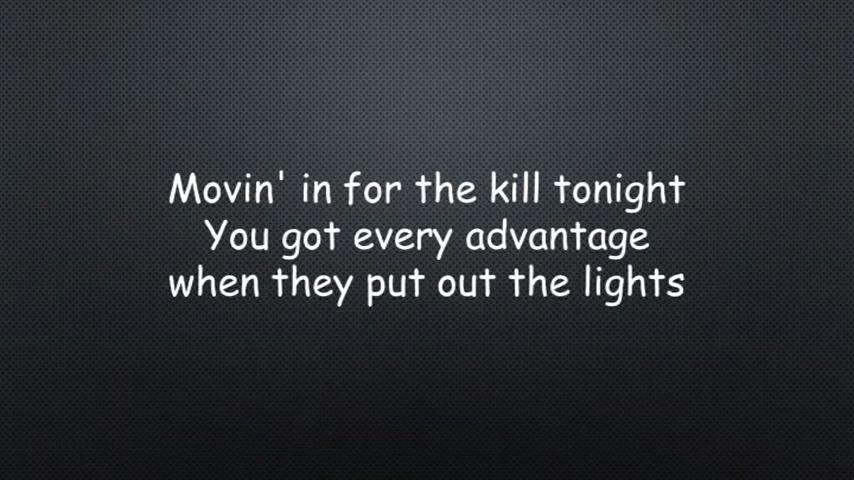 Movin' in for the kill tonight
You got every advantage
when they put out the lights